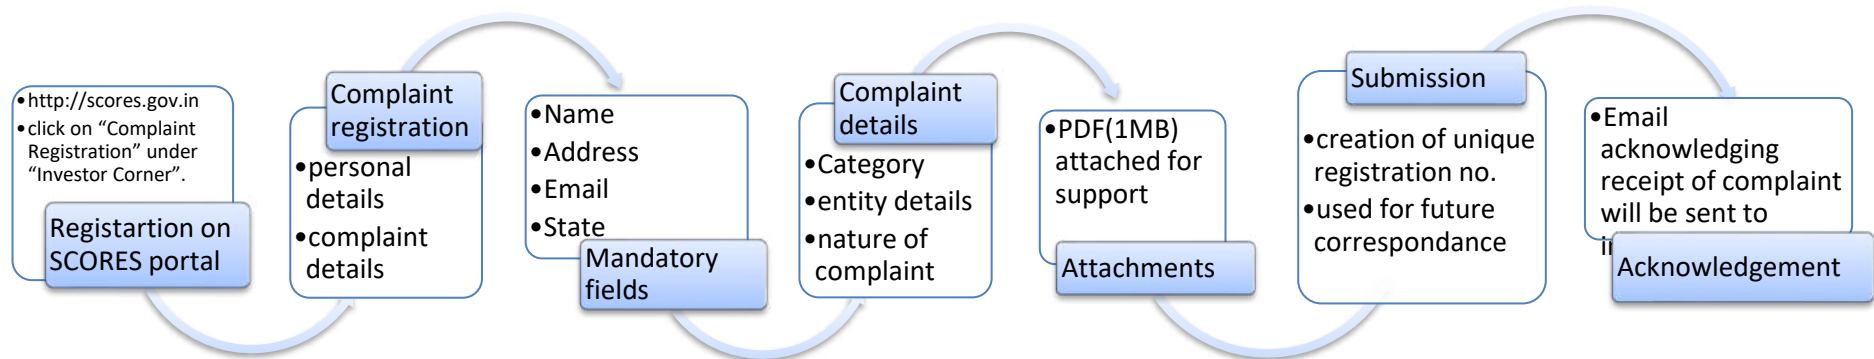 •http://scores.gov.in
•click on “Complaint
Registration” under
“Investor Corner”.
Registartion on
SCORES portal
Complaint
registration
•personal
details
•complaint
details
•Name
•Address
•Email
•State
Mandatory
fields
Complaint
details
•Category
•entity details
•nature of
complaint
•PDF(1MB)
attached for
support
Attachments
Submission
•creation of unique
registration no.
•used for future
correspondance
•Email
acknowledging
receipt of complaint
will be sent to
Acknowledgement